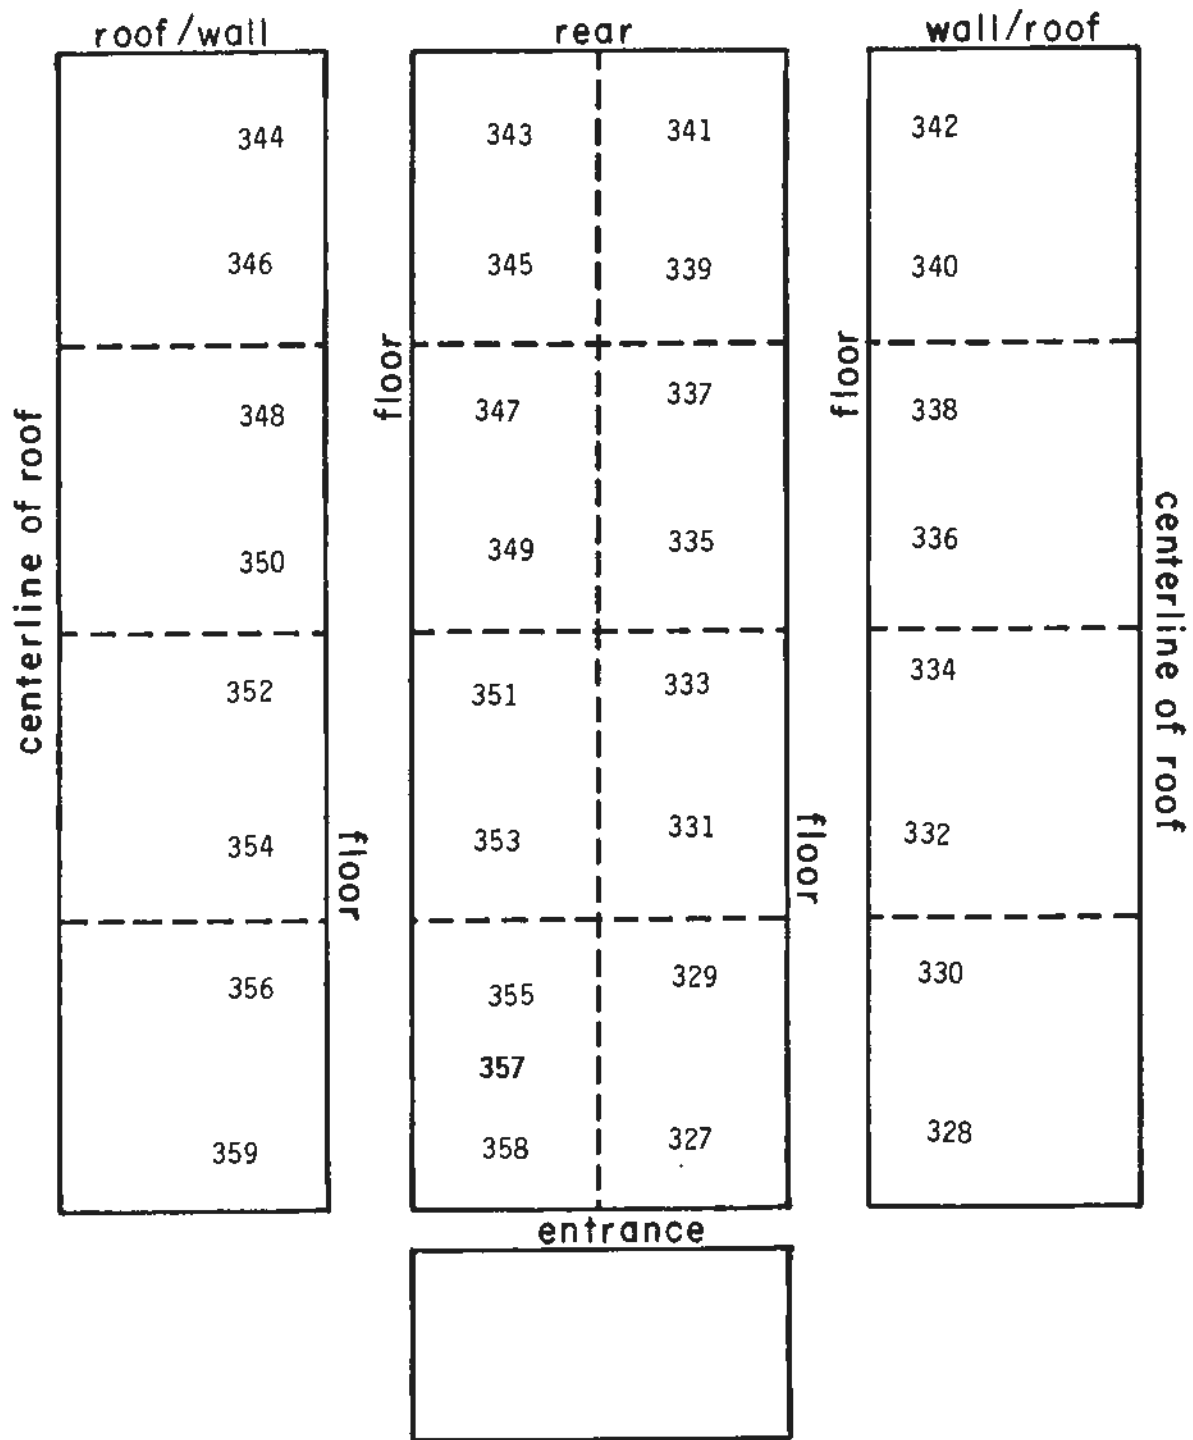 roof/wall rear wall/roof
344 343 341 342
346 345 339 340
floor floor
348 347 337 338
centerline of roof
350 349 335 336
centerline of roof
352 351 333 334
354 353 331 332
floor floor
356 355 329 330
357
359 358 327 328
entrance